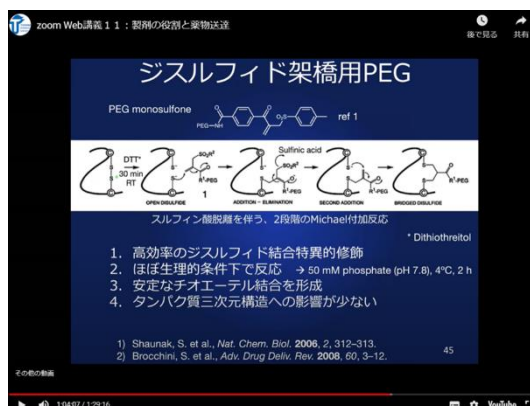 zoom Web講義１１：製剤の役割と薬物送達
後で見る
共有
ジスルフィド架橋用PEG
PEG monosulfone
PEG-NH
O
O
O₂S
ref 1
DTT*
30 min
RT
OPEN DISULFIDE
1
ADDITION – ELIMINATION
Sulfinic acid
SECOND ADDITION
BRIDGED DISULFIDE
スルフィン酸脱離を伴う、2段階のMichael付加反応
* Dithiothreitol
1. 高効率のジスルフィド結合特異的修飾
2. ほぼ生理的条件下で反応 → 50 mM phosphate (pH 7.8), 4ºC, 2 h
3. 安定なチオエーテル結合を形成
4. タンパク質三次元構造への影響が少ない
1) Shaunak, S. et al., Nat. Chem. Biol. 2006, 2, 312–313.
2) Brocchini, S. et al., Adv. Drug Deliv. Rev. 2008, 60, 3–12.
45
その他の動画
1:04:07 / 1:29:16
YouTube